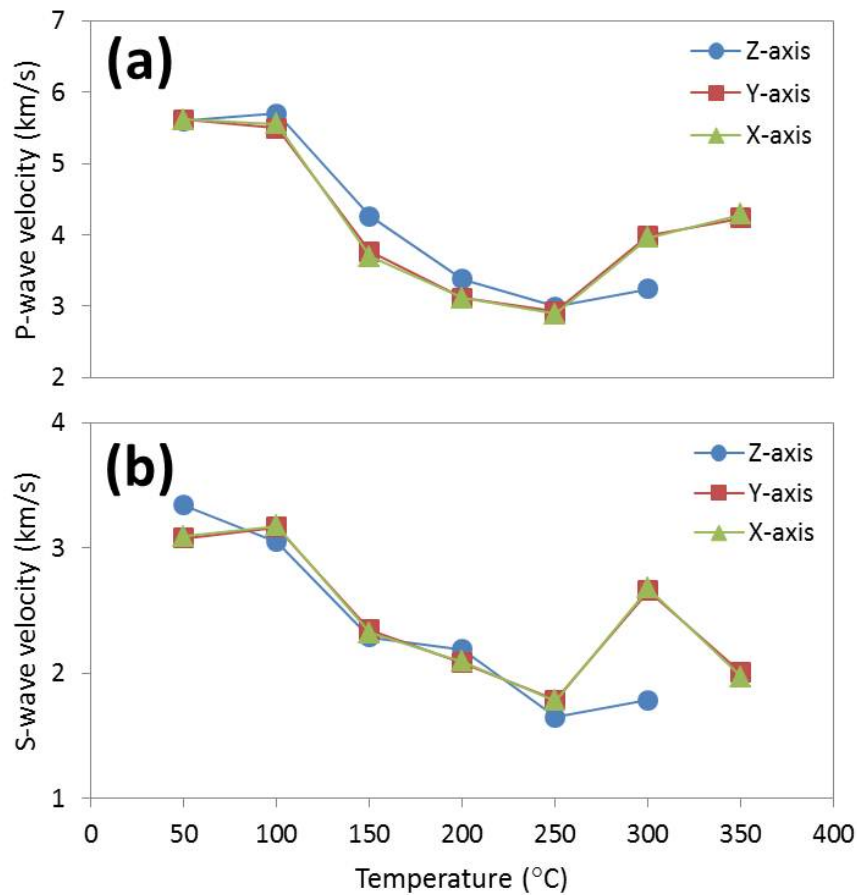 (a)
P-wave velocity (km/s)
7
6
5
4
3
2
Z-axis
Y-axis
X-axis
(b)
S-wave velocity (km/s)
4
3
2
1
Z-axis
Y-axis
X-axis
0 50 100 150 200 250 300 350 400
Temperature (°C)